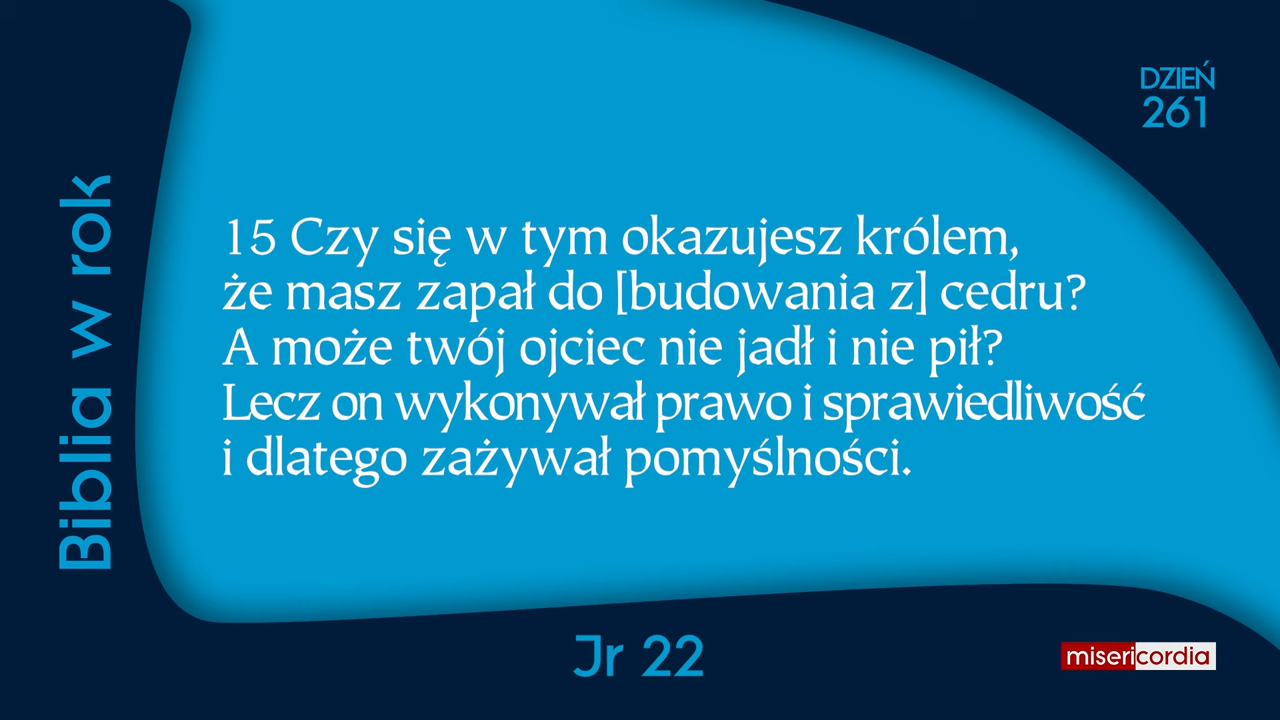 DZIEŃ
261
Biblia w rok
15 Czy się w tym okazujesz królem,
że masz zapał do [budowania z] cedru?
A może twój ojciec nie jadł i nie pił?
Lecz on wykonywał prawo i sprawiedliwość
i dlatego zażywał pomyślności.
Jr 22
misericordia